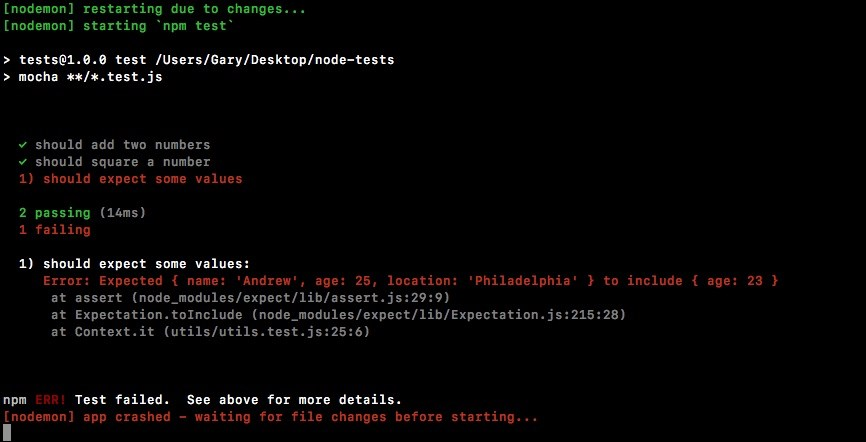 [nodemon] restarting due to changes...
[nodemon] starting `npm test`
> tests@1.0.0 test /Users/Gary/Desktop/node-tests
> mocha **/*.test.js
✓ should add two numbers
✓ should square a number
1) should expect some values
2 passing (14ms)
1 failing
1) should expect some values:
Error: Expected { name: 'Andrew', age: 25, location: 'Philadelphia' } to include { age: 23 }
at assert (node_modules/expect/lib/assert.js:29:9)
at Expectation.toInclude (node_modules/expect/lib/Expectation.js:215:28)
at Context.it (utils/utils.test.js:25:6)
npm ERR! Test failed.  See above for more details.
[nodemon] app crashed - waiting for file changes before starting...